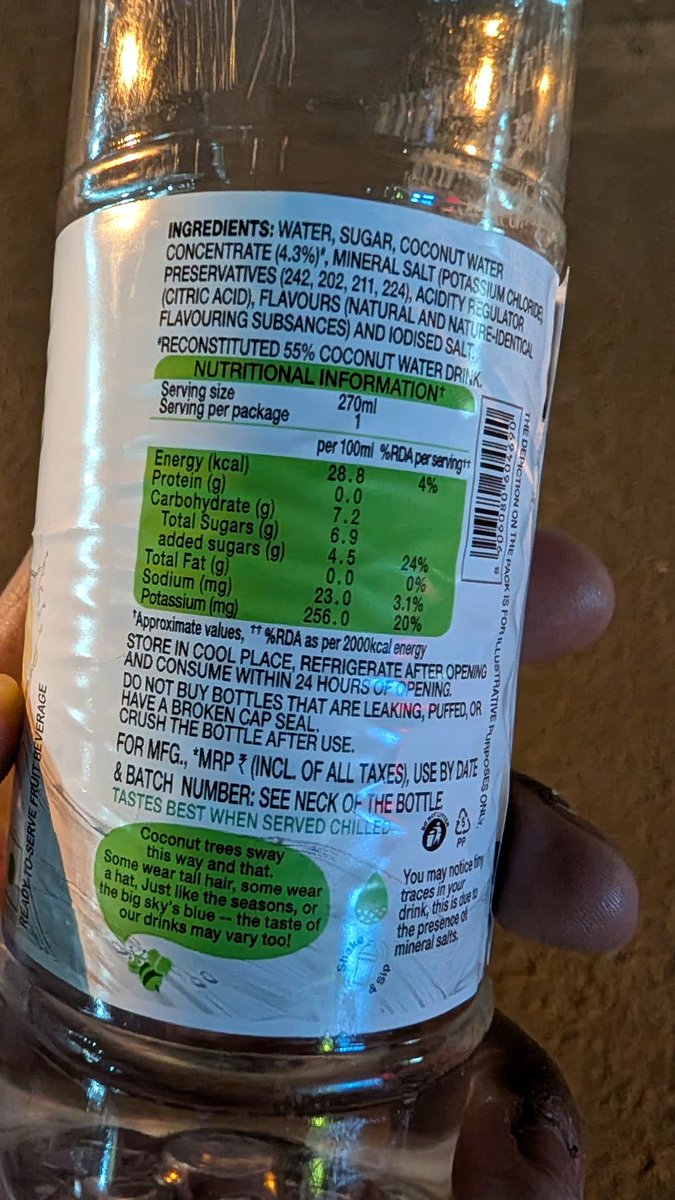 INGREDIENTS: WATER, SUGAR, COCONUT WATER
CONCENTRATE (4.3%)#, MINERAL SALT (POTASSIUM CHLORIDE),
PRESERVATIVES (242, 202, 211, 224), ACIDITY REGULATOR
(CITRIC ACID), FLAVOURS (NATURAL AND NATURE-IDENTICAL
FLAVOURING SUBSANCES) AND IODISED SALT.
#RECONSTITUTED 55% COCONUT WATER DRINK.
NUTRITIONAL INFORMATION†
Serving size 270ml
Serving per package 1
per 100ml %RDA per serving††
Energy (kcal) 28.8 4%
Protein (g) 0.0
Carbohydrate (g) 7.2
Total Sugars (g) 6.9
added sugars (g) 4.5 24%
Total Fat (g) 0.0 0%
Sodium (mg) 23.0 3.1%
Potassium (mg) 256.0 20%
†Approximate values, †† %RDA as per 2000kcal energy
STORE IN COOL PLACE, REFRIGERATE AFTER OPENING
AND CONSUME WITHIN 24 HOURS OF OPENING.
DO NOT BUY BOTTLES THAT ARE LEAKING, PUFFED, OR
HAVE A BROKEN CAP SEAL.
CRUSH THE BOTTLE AFTER USE.
FOR MFG., *MRP ₹ (INCL. OF ALL TAXES), USE BY DATE
& BATCH NUMBER: SEE NECK OF THE BOTTLE
TASTES BEST WHEN SERVED CHILLED
Coconut trees sway
this way and that.
Some wear tall hair, some wear
a hat, Just like the seasons, or
the big sky's blue -- the taste of
our drinks may vary too!
Shake
& Sip
5
PP
You may notice tiny
traces in your
drink, this is due to
the presence of
mineral salts.
THE DEPICTION ON THE PACK IS FOR ILLUSTRATIVE PURPOSES ONLY.
READY-TO-SERVE FRUIT BEVERAGE